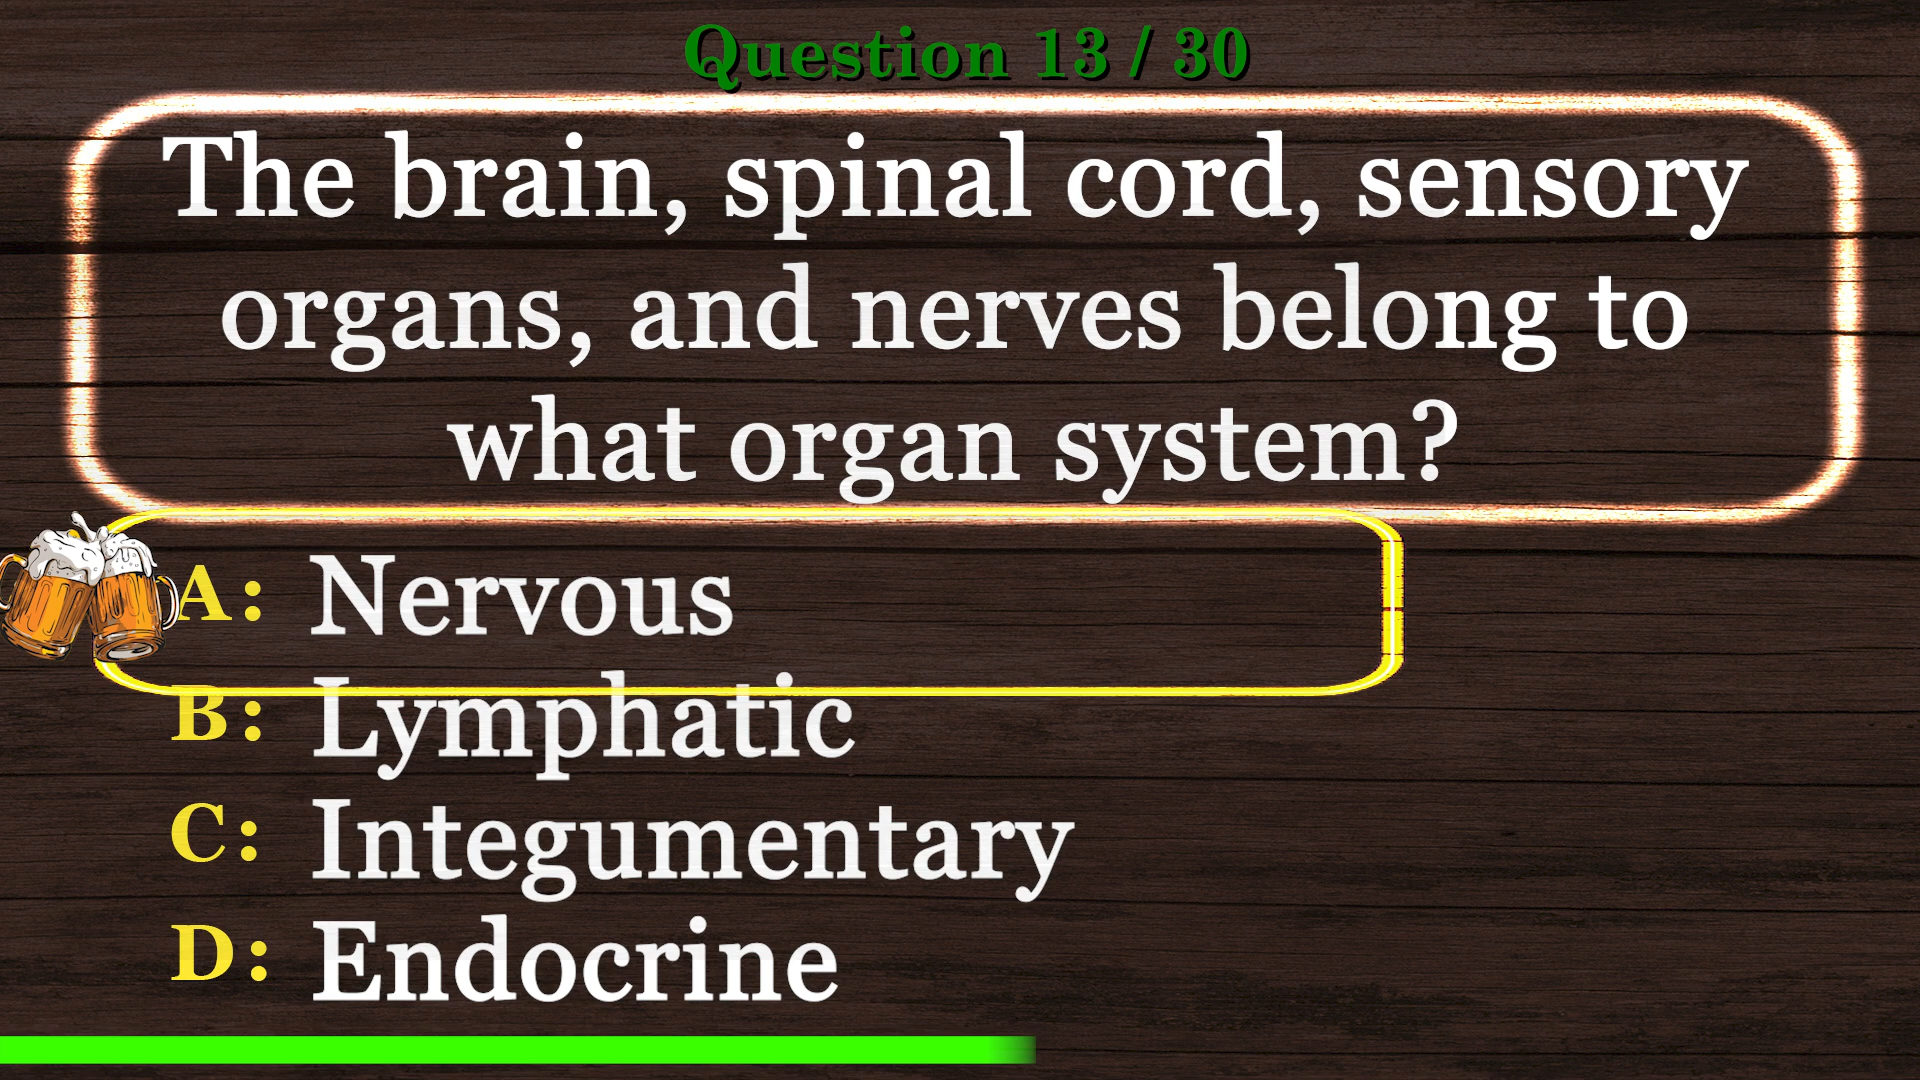 Question 13 / 30
The brain, spinal cord, sensory
organs, and nerves belong to
what organ system?
A: Nervous
B: Lymphatic
C: Integumentary
D: Endocrine